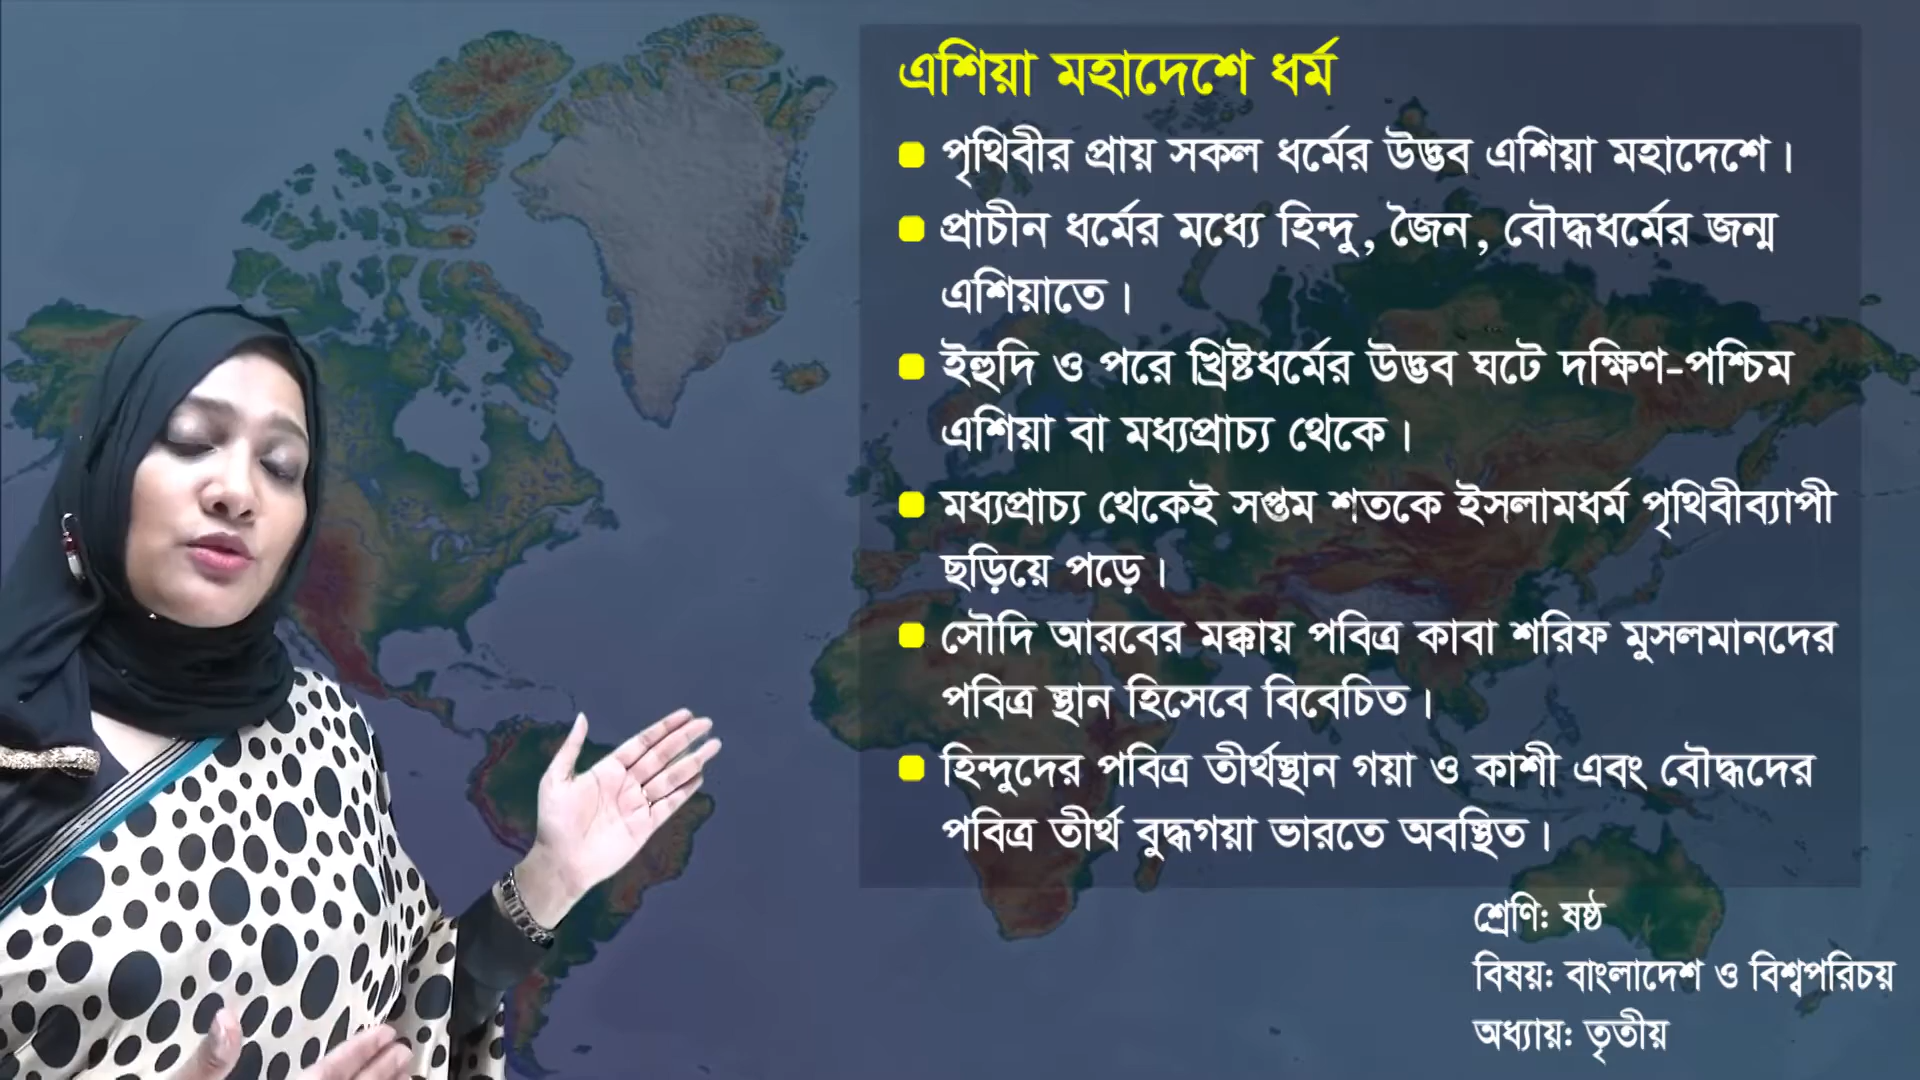 এশিয়া মহাদেশে ধর্ম
পৃথিবীর প্রায় সকল ধর্মের উদ্ভব এশিয়া মহাদেশে।
প্রাচীন ধর্মের মধ্যে হিন্দু, জৈন, বৌদ্ধধর্মের জন্ম
এশিয়াতে।
ইহুদি ও পরে খ্রিষ্টধর্মের উদ্ভব ঘটে দক্ষিণ-পশ্চিম
এশিয়া বা মধ্যপ্রাচ্য থেকে।
মধ্যপ্রাচ্য থেকেই সপ্তম শতকে ইসলামধর্ম পৃথিবীব্যাপী
ছড়িয়ে পড়ে।
সৌদি আরবের মক্কায় পবিত্র কাবা শরিফ মুসলমানদের
পবিত্র স্থান হিসেবে বিবেচিত।
হিন্দুদের পবিত্র তীর্থস্থান গয়া ও কাশী এবং বৌদ্ধদের
পবিত্র তীর্থ বুদ্ধগয়া ভারতে অবস্থিত।
শ্রেণি: ষষ্ঠ
বিষয়: বাংলাদেশ ও বিশ্বপরিচয়
অধ্যায়: তৃতীয়